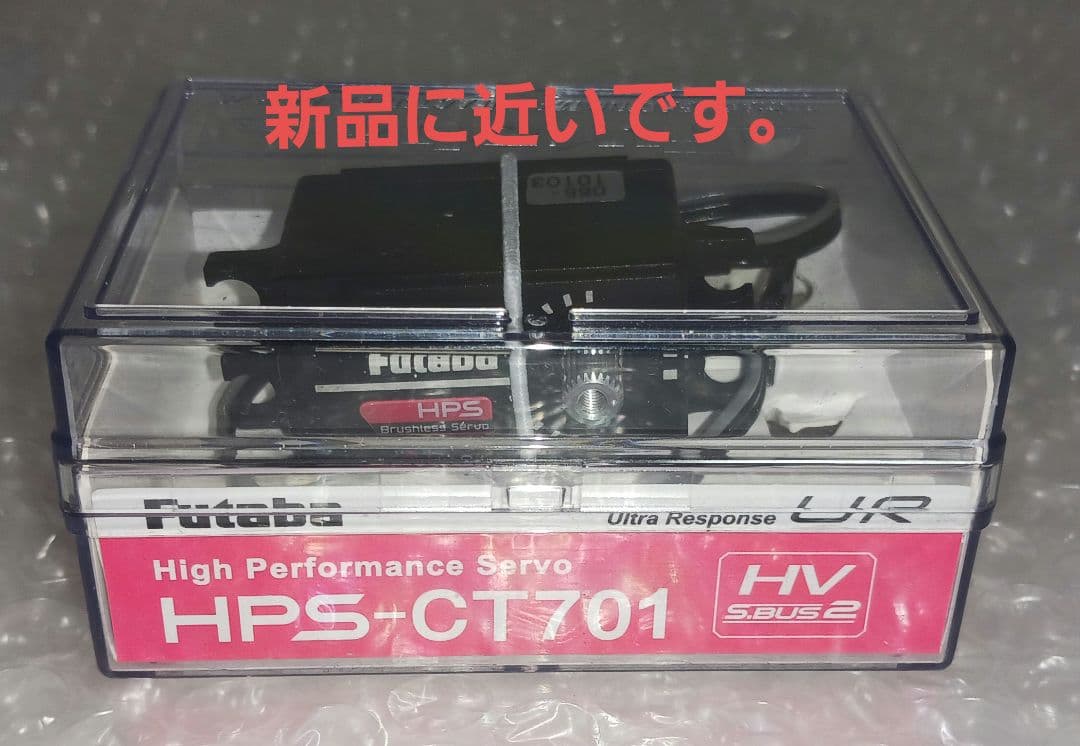 新品に近いです。
Futaba
HPS
Brushless Servo
Futaba
Ultra Response UR
High Performance Servo
HPS-CT701
HV
S.BUS2